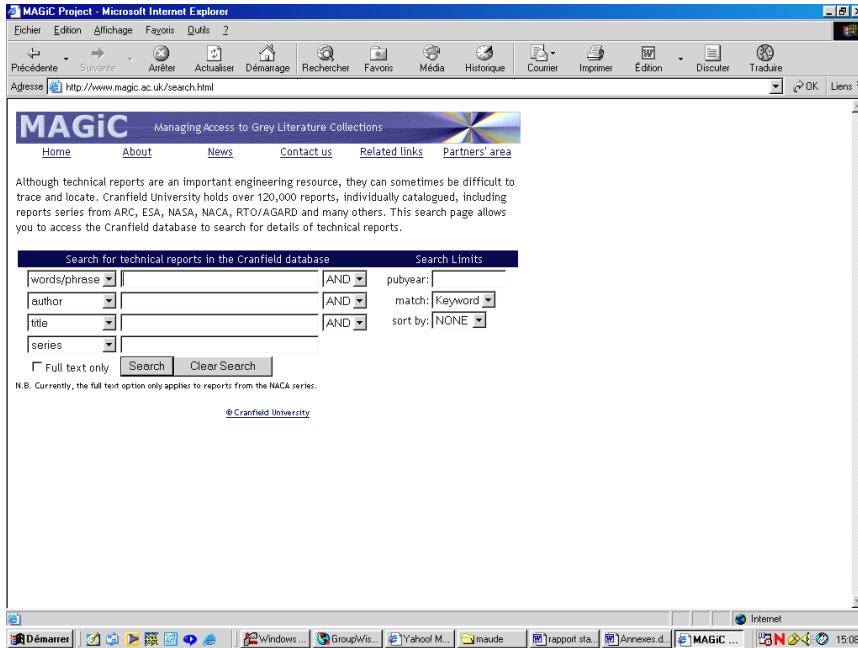 MAGiC Project - Microsoft Internet Explorer
Fichier Edition Affichage Favoris Outils ?
Précédente Suivante Arrêter Actualiser Démarrage Rechercher Favoris Média Historique Courrier Imprimer Édition Discuter Traduire
Adresse http://www.magic.ac.uk/search.html OK Liens
MAGiC Managing Access to Grey Literature Collections
Home About News Contact us Related links Partners' area
Although technical reports are an important engineering resource, they can sometimes be difficult to
trace and locate. Cranfield University holds over 120,000 reports, individually catalogued, including
reports series from ARC, ESA, NASA, NACA, RTO/AGARD and many others. This search page allows
you to access the Cranfield database to search for details of technical reports.
Search for technical reports in the Cranfield database Search Limits
words/phrase AND pubyear:
author AND match: Keyword
title AND sort by: NONE
series
Full text only Search Clear Search
N.B. Currently, the full text option only applies to reports from the NACA series.
© Cranfield University
Internet
Démarrer Windows ... GroupWis... Yahoo! M... maude rapport sta... Annexes.d... MAGiC ... 15:08